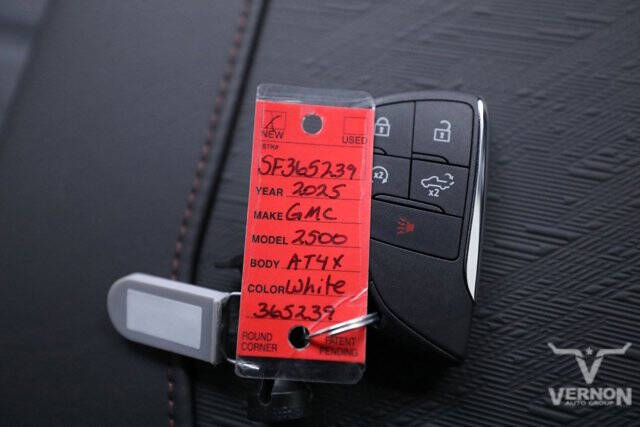 NEW USED
STK#
SF365239
YEAR 2025
MAKE GMC
MODEL 2500
BODY AT4X
COLOR White
365239
ROUND CORNER
PATENT PENDING
x2
x2
VERNON
AUTO GROUP